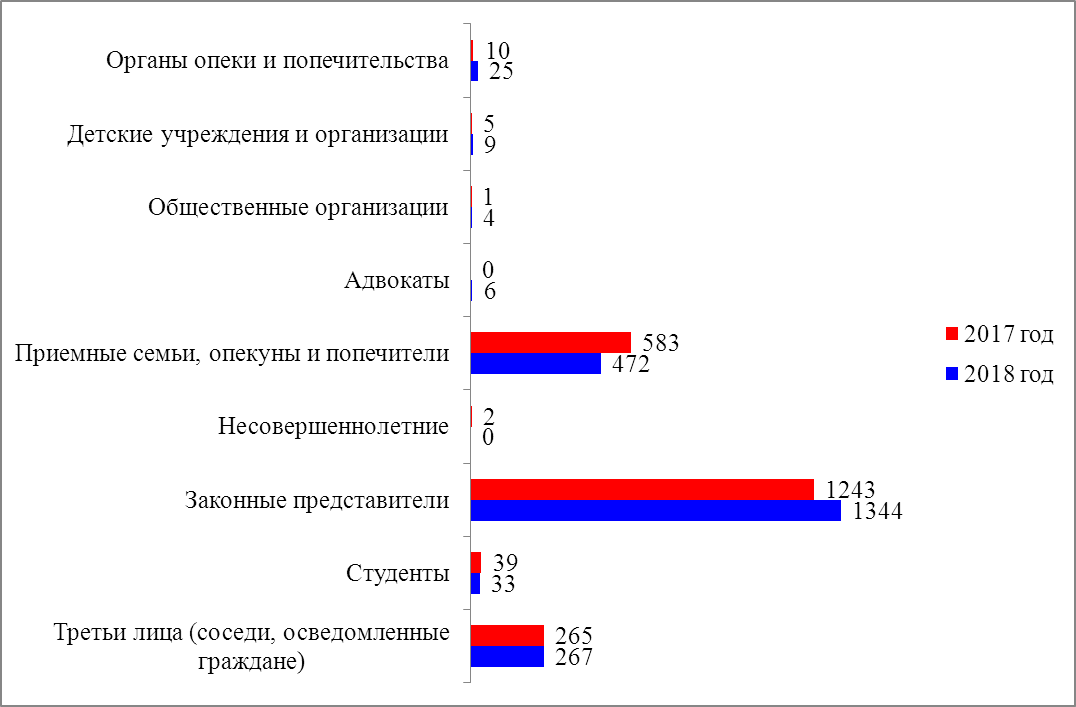 Органы опеки и попечительства
10
25
Детские учреждения и организации
5
9
Общественные организации
1
4
Адвокаты
0
6
Приемные семьи, опекуны и попечители
583
472
Несовершеннолетние
2
0
Законные представители
1243
1344
Студенты
39
33
Третьи лица (соседи, осведомленные
граждане)
265
267
2017 год
2018 год